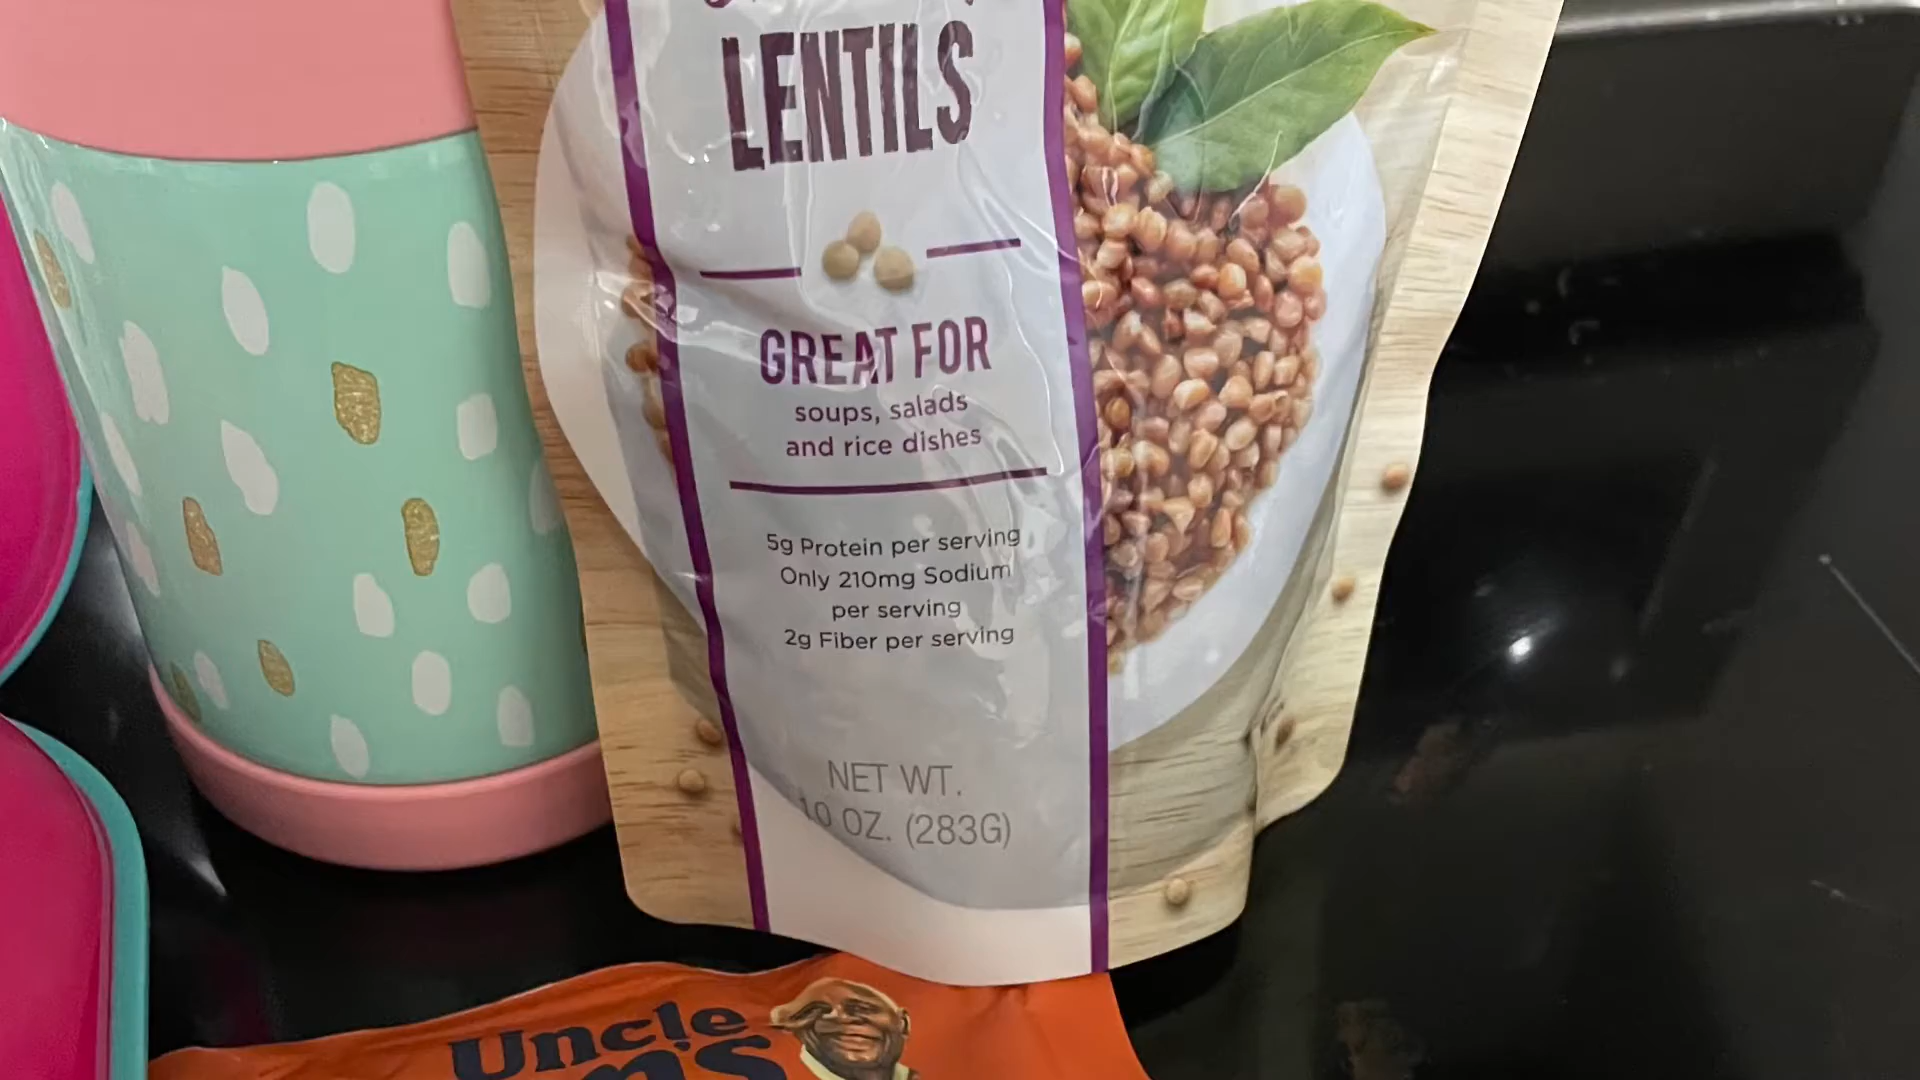 LENTILS
GREAT FOR
soups, salads
and rice dishes
5g Protein per serving
Only 210mg Sodium
per serving
2g Fiber per serving
NET WT.
10 OZ. (283G)
Uncle